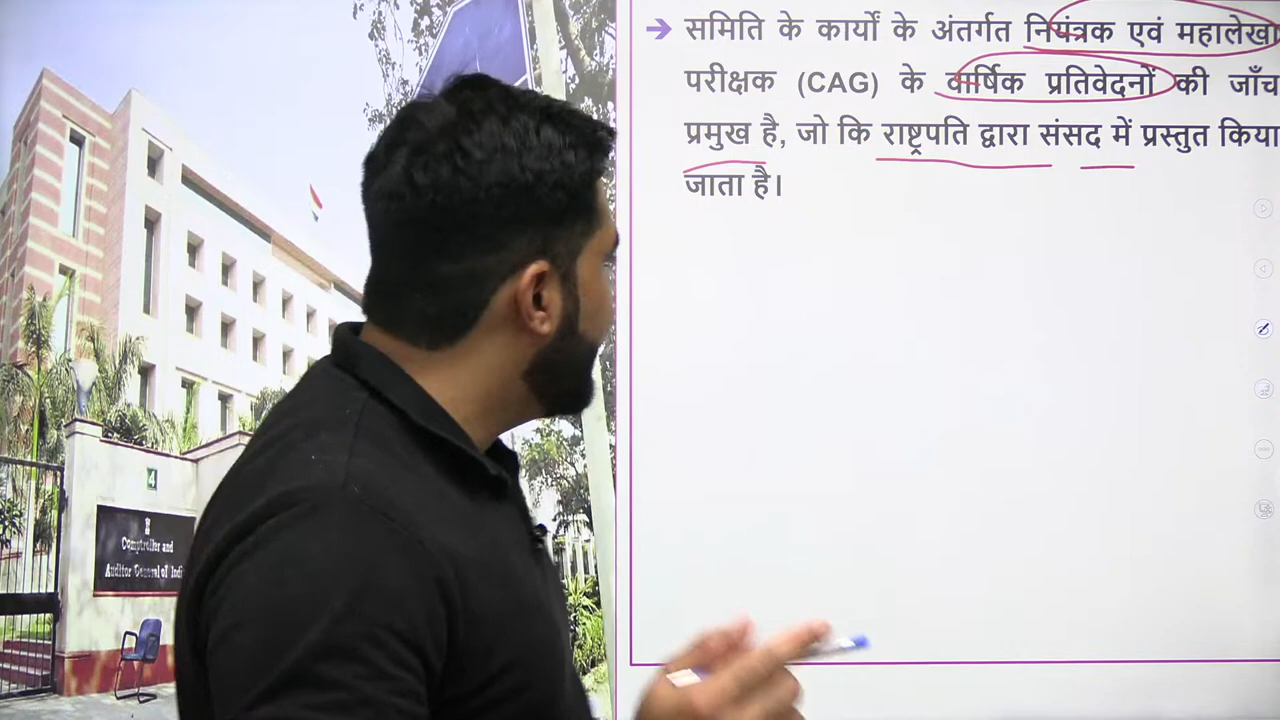 समिति के कार्यों के अंतर्गत नियंत्रक एवं महालेखा
परीक्षक (CAG) के वार्षिक प्रतिवेदनों की जाँच
प्रमुख है, जो कि राष्ट्रपति द्वारा संसद में प्रस्तुत किया
जाता है।
4
Comptroller and
Auditor General of Indi